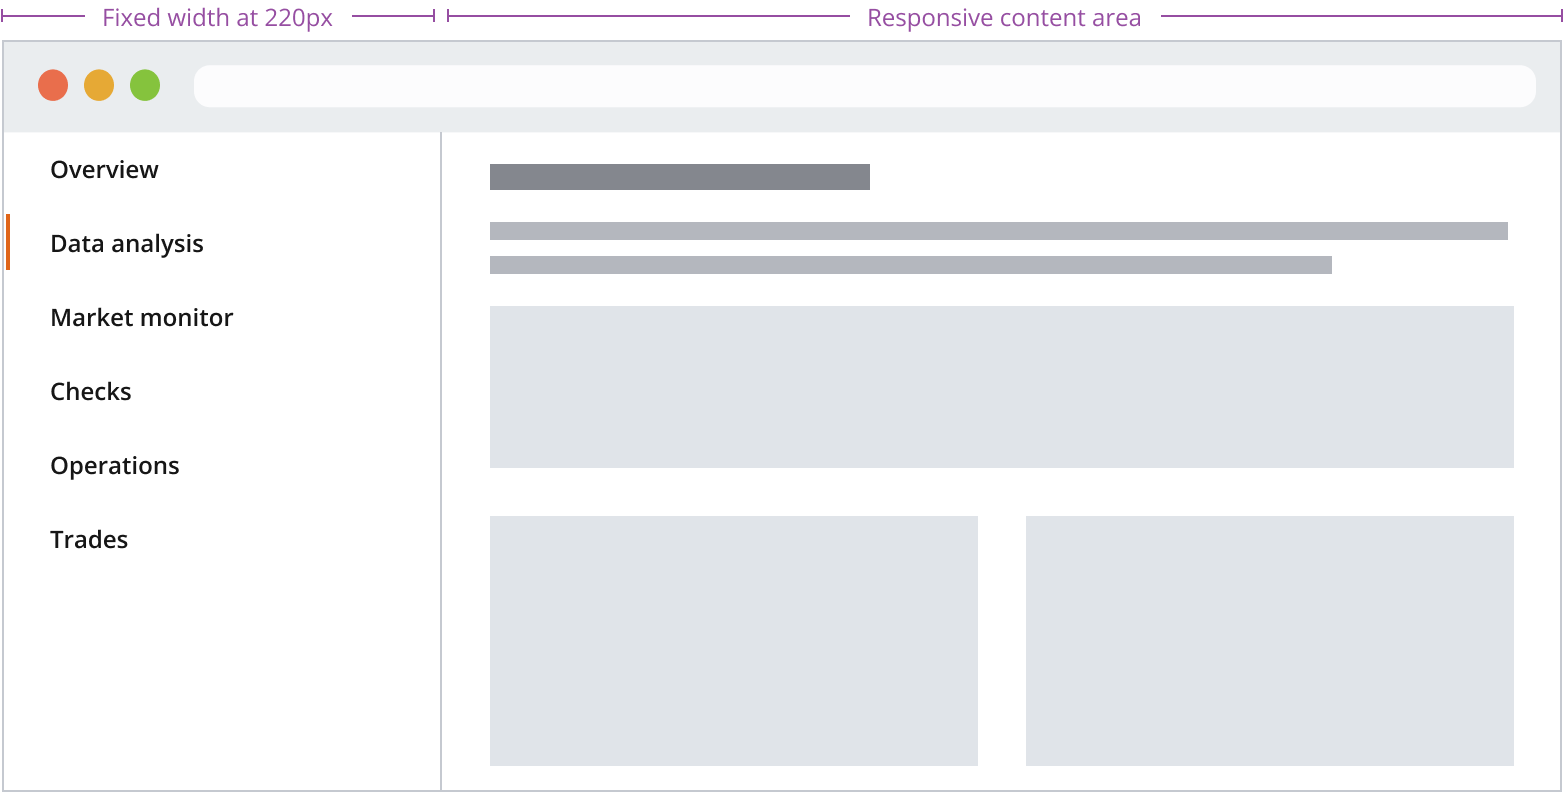 Fixed width at 220px
Responsive content area
Overview
Data analysis
Market monitor
Checks
Operations
Trades